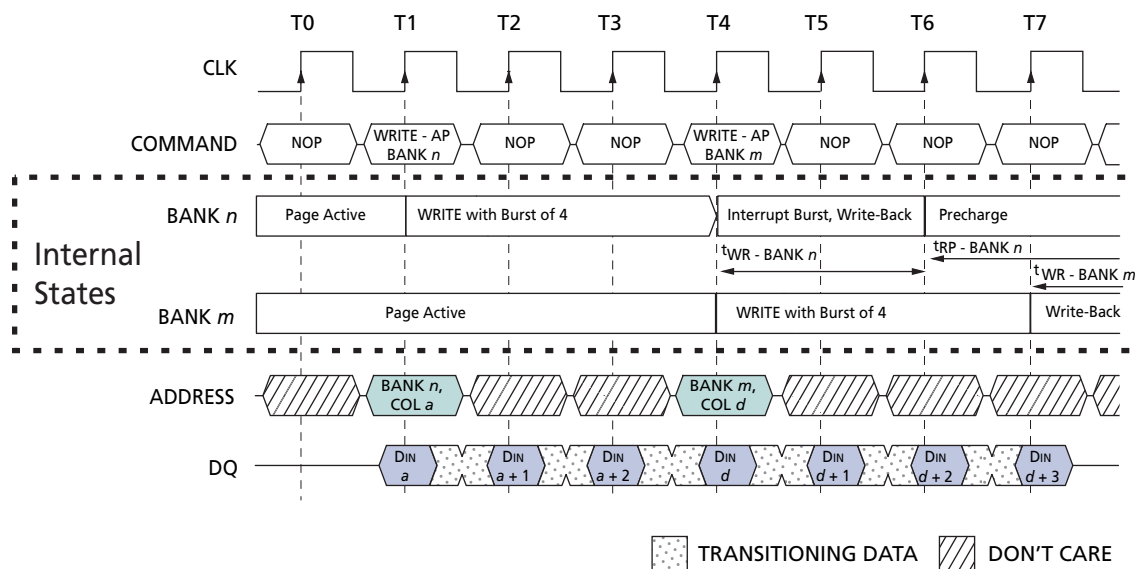 T0 T1 T2 T3 T4 T5 T6 T7
CLK
COMMAND NOP WRITE - AP BANK n NOP NOP WRITE - AP BANK m NOP NOP NOP
Internal States
BANK n Page Active WRITE with Burst of 4 Interrupt Burst, Write-Back Precharge
tWR - BANK n tRP - BANK n
t WR - BANK m
BANK m Page Active WRITE with Burst of 4 Write-Back
ADDRESS BANK n, COL a BANK m, COL d
DQ DIN a DIN a + 1 DIN a + 2 DIN d DIN d + 1 DIN d + 2 DIN d + 3
TRANSITIONING DATA DON'T CARE